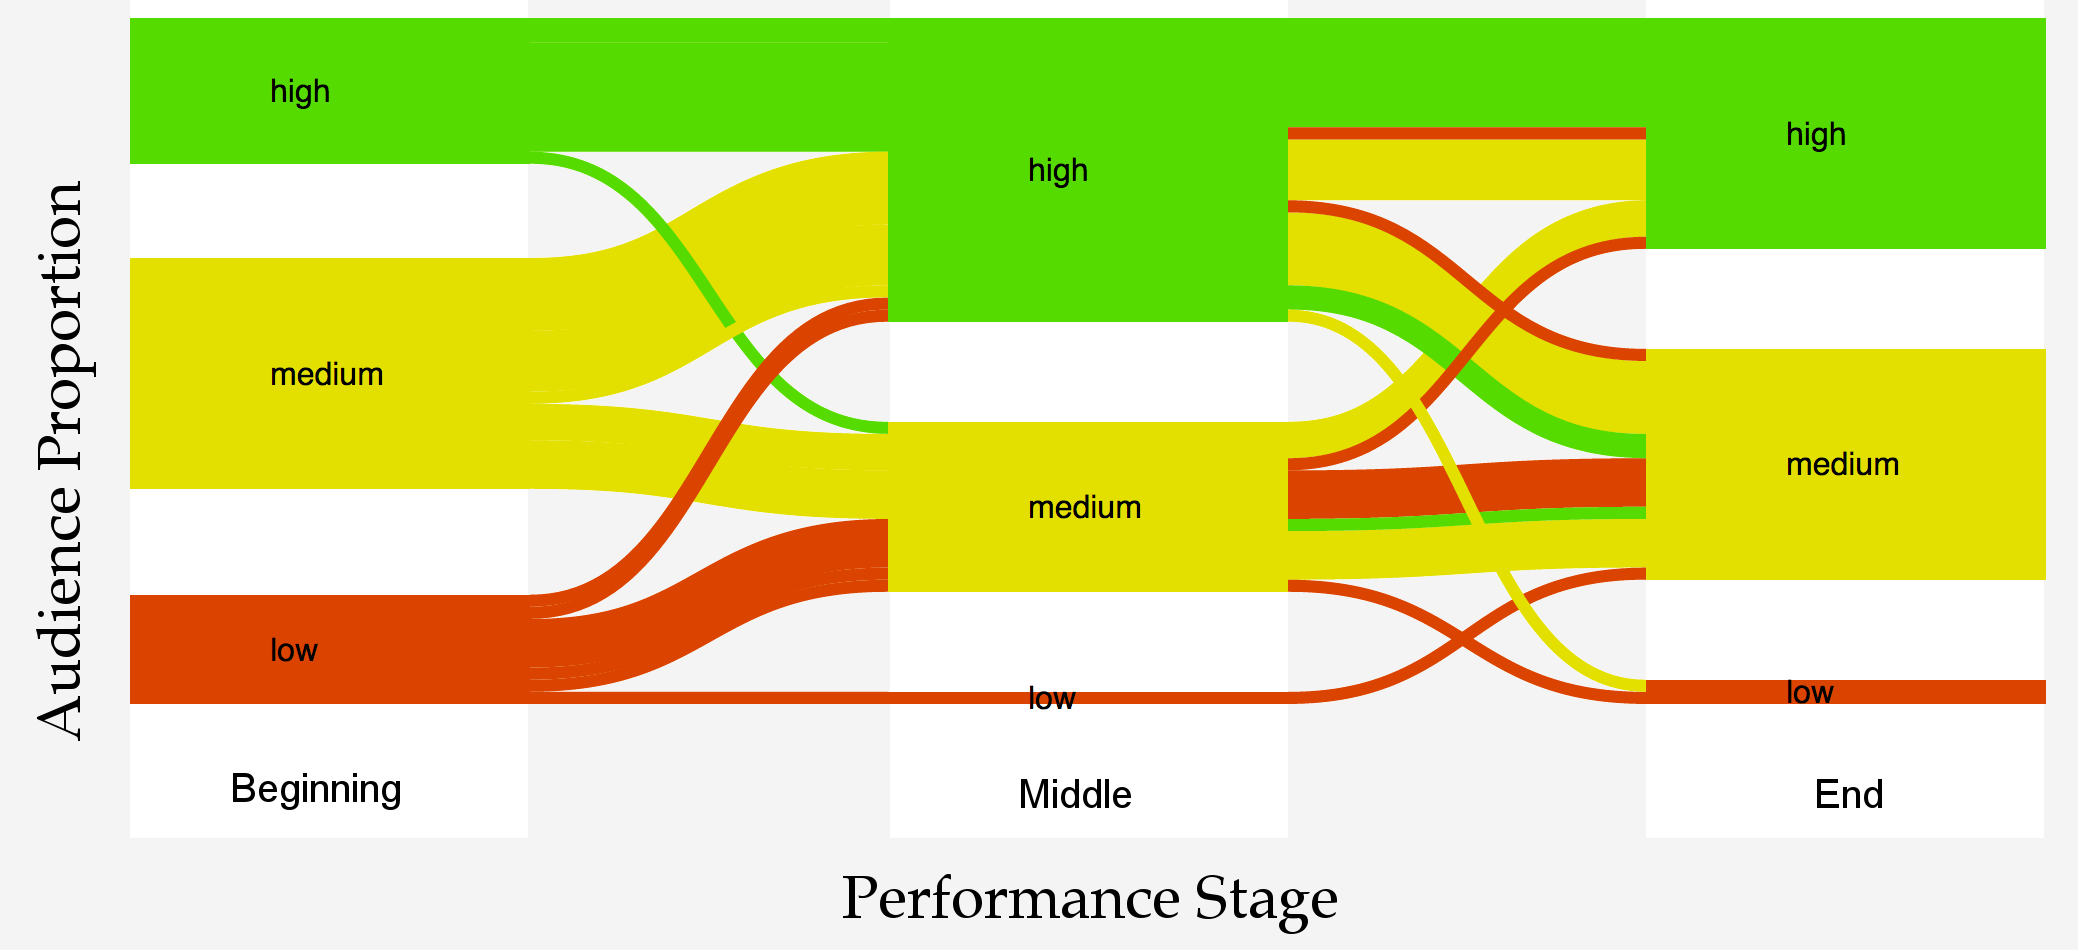 Audience Proportion
high
medium
low
high
medium
low
high
medium
low
Beginning
Middle
End
Performance Stage